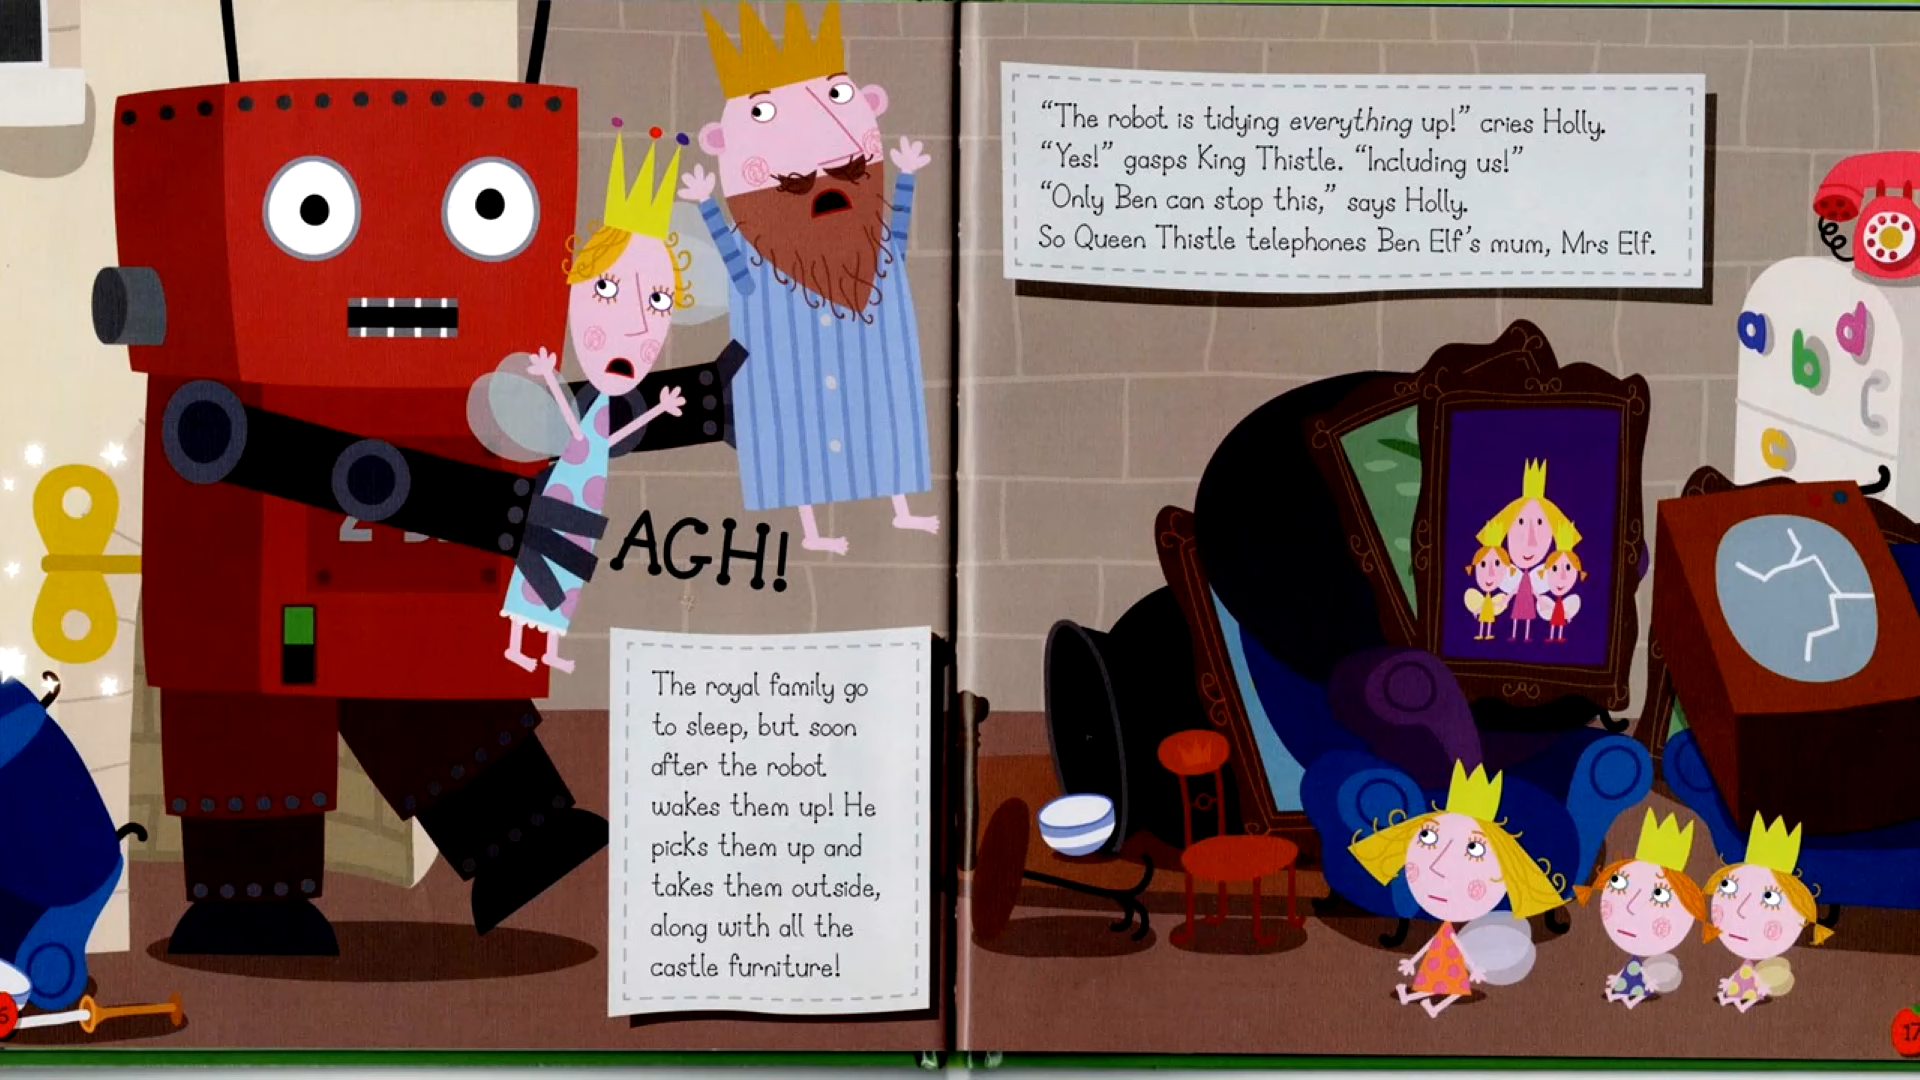 AGH!
The royal family go
to sleep, but soon
after the robot
wakes them up! He
picks them up and
takes them outside,
along with all the
castle furniture!
“The robot is tidying everything up!” cries Holly.
“Yes!” gasps King Thistle. “Including us!”
“Only Ben can stop this,” says Holly.
So Queen Thistle telephones Ben Elf’s mum, Mrs Elf.
a
b
d
c
c
17